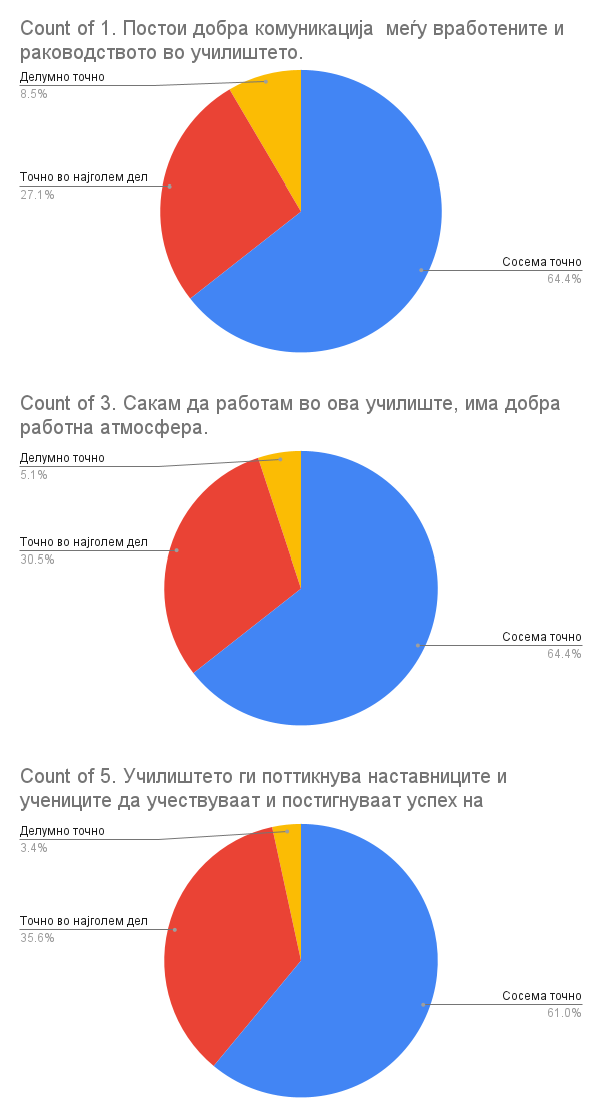 Count of 1. Постои добра комуникација  меѓу вработените и
раководството во училиштето.
Делумно точно
8.5%
Точно во најголем дел
27.1%
Сосема точно
64.4%
Count of 3. Сакам да работам во ова училиште, има добра
работна атмосфера.
Делумно точно
5.1%
Точно во најголем дел
30.5%
Сосема точно
64.4%
Count of 5. Училиштето ги поттикнува наставниците и
учениците да учествуваат и постигнуваат успех на
Делумно точно
3.4%
Точно во најголем дел
35.6%
Сосема точно
61.0%